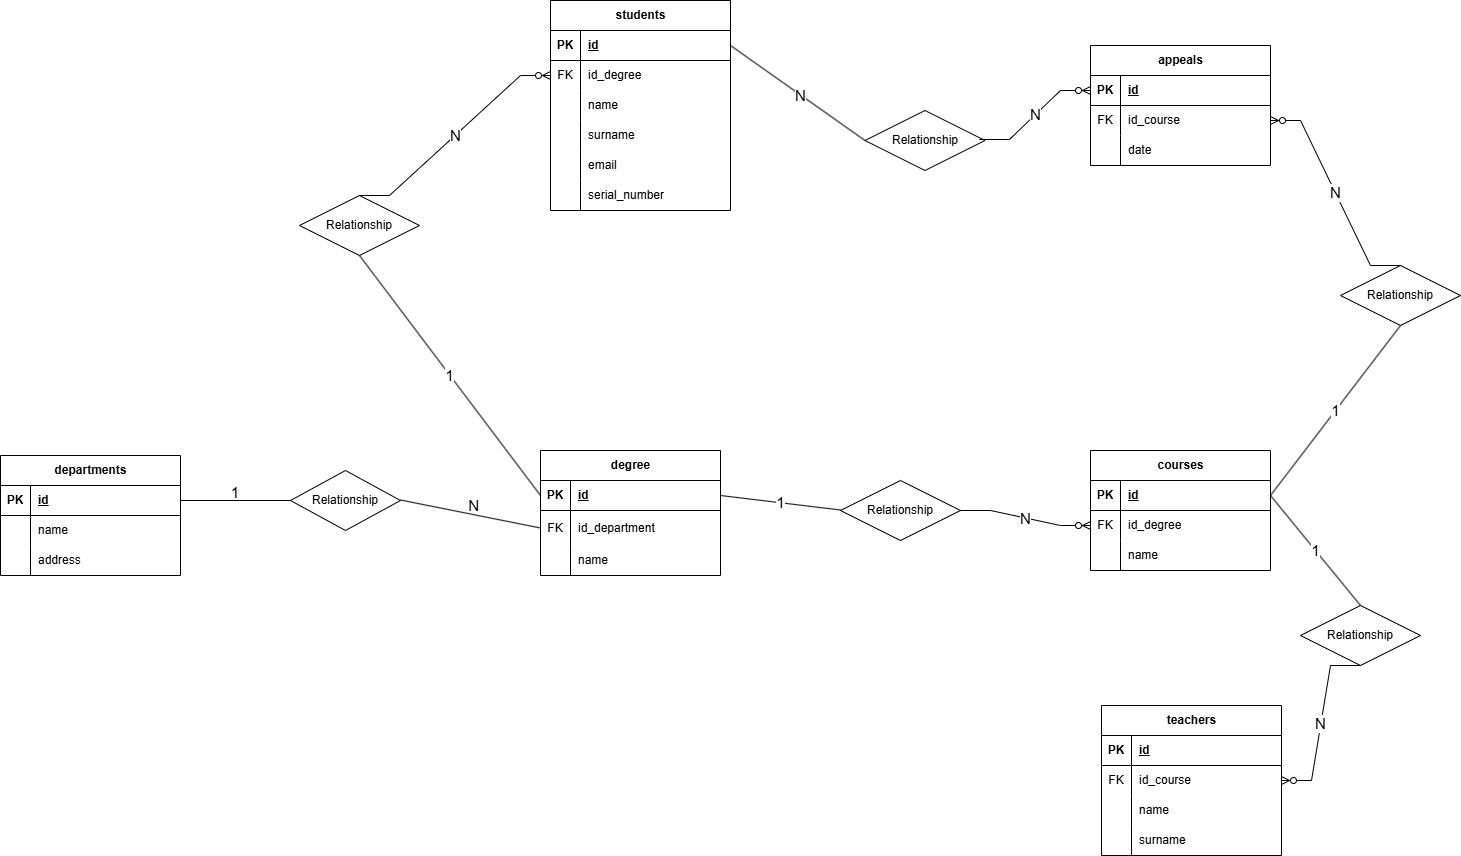 students
PK id
FK id_degree
name
surname
email
serial_number
N
Relationship
N
appeals
PK id
FK id_course
date
N
Relationship
1
N
Relationship
1
departments
PK id
name
address
1
Relationship
N
degree
PK id
FK id_department
name
1
Relationship
N
courses
PK id
FK id_degree
name
1
Relationship
N
teachers
PK id
FK id_course
name
surname